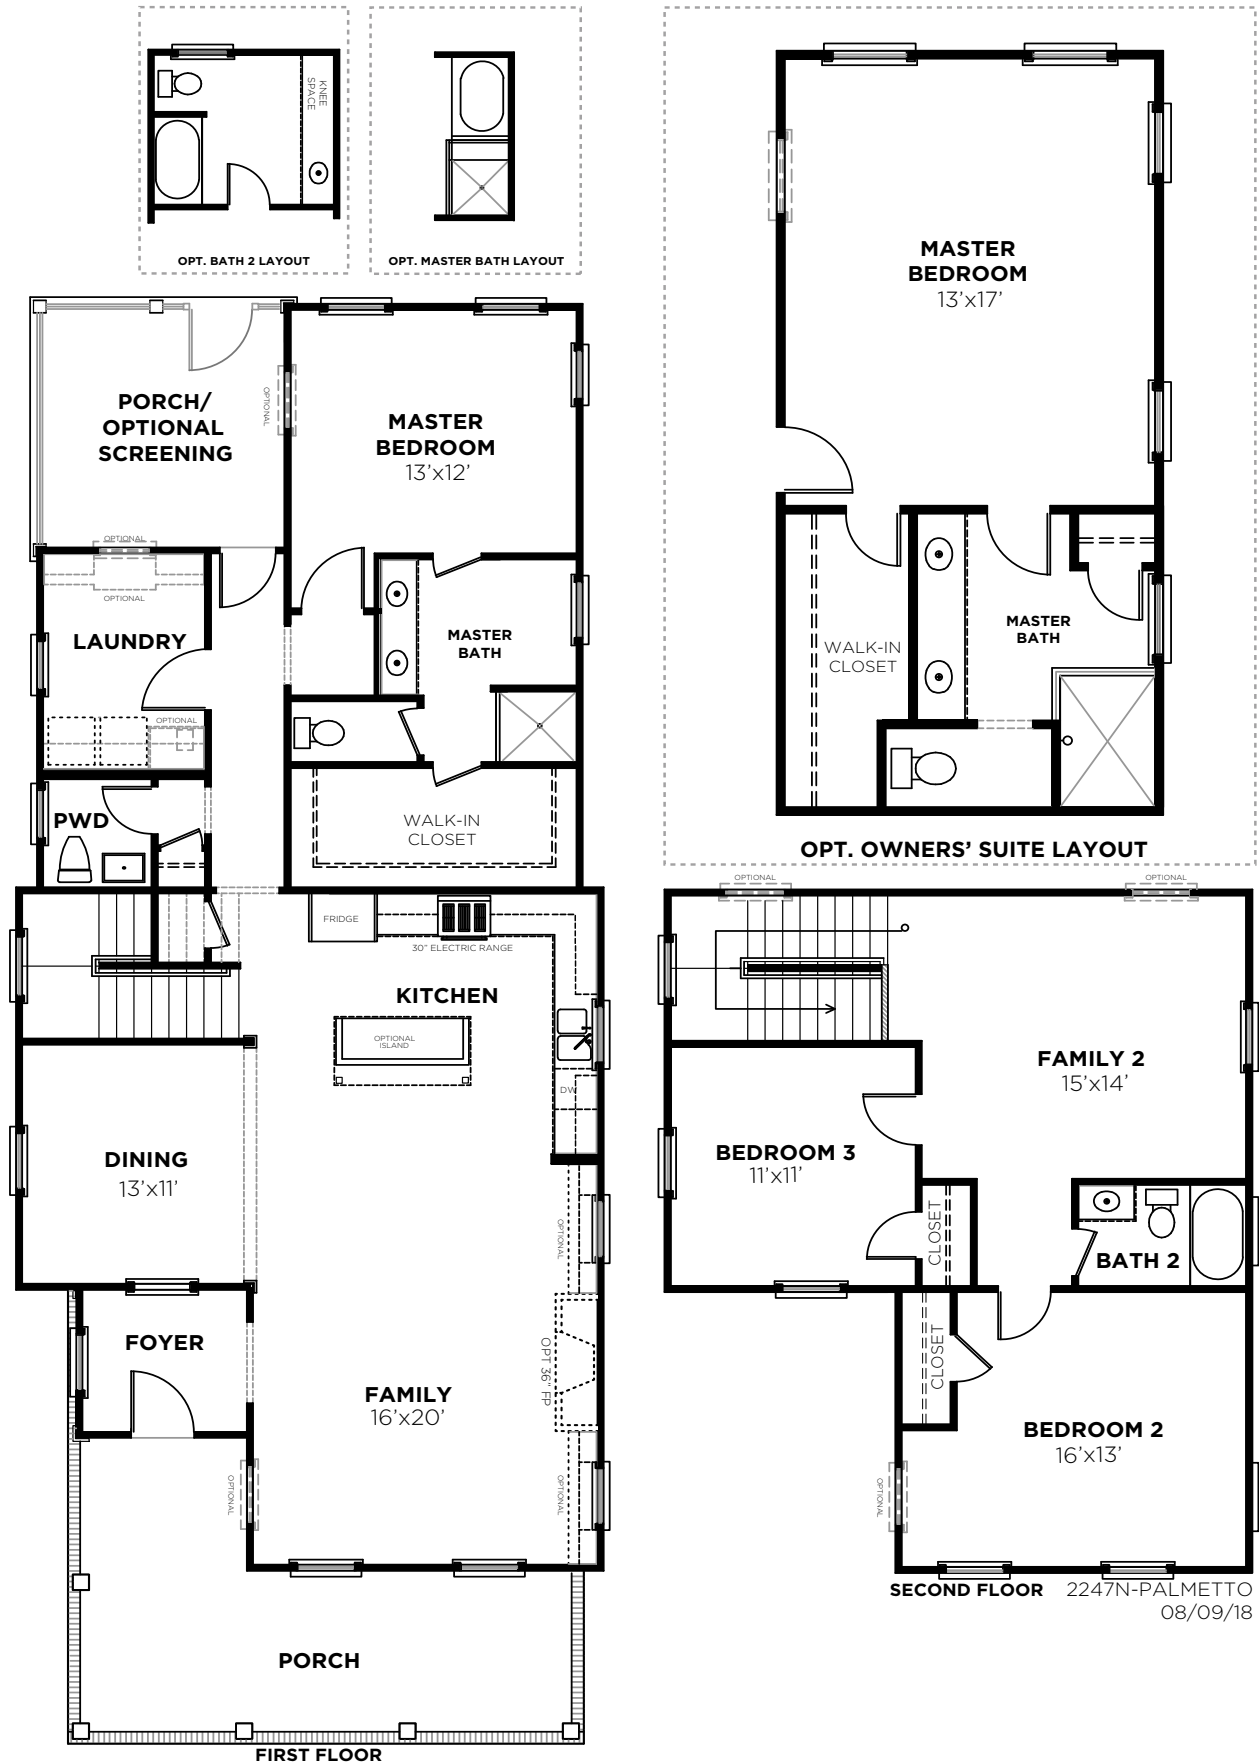 KNEE
SPACE
OPT. BATH 2 LAYOUT
OPT. MASTER BATH LAYOUT
MASTER
BEDROOM
13'x17'
WALK-IN
CLOSET
MASTER
BATH
OPT. OWNERS' SUITE LAYOUT
PORCH/
OPTIONAL
SCREENING
OPTIONAL
MASTER
BEDROOM
13'x12'
OPTIONAL
OPTIONAL
LAUNDRY
MASTER
BATH
OPTIONAL
PWD
WALK-IN
CLOSET
FRIDGE
30" ELECTRIC RANGE
KITCHEN
OPTIONAL
ISLAND
DW
DINING
13'x11'
OPTIONAL
FOYER
OPT 36" FP
FAMILY
16'x20'
OPTIONAL
OPTIONAL
PORCH
FIRST FLOOR
OPTIONAL
OPTIONAL
FAMILY 2
15'x14'
BEDROOM 3
11'x11'
CLOSET
BATH 2
CLOSET
BEDROOM 2
16'x13'
OPTIONAL
SECOND FLOOR
2247N-PALMETTO
08/09/18